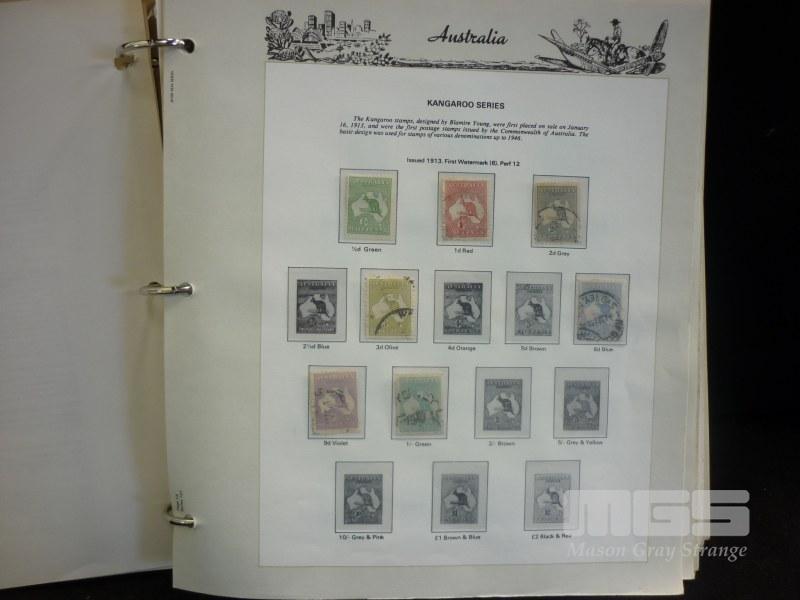 Australia
KANGAROO SERIES
The Kangaroo stamps, designed by Blamire Young, were first placed on sale on January
16, 1913, and were the first postage stamps issued by the Commonwealth of Australia. The
basic design was used for stamps of various denominations up to 1948.
Issued 1913. First Watermark (6). Perf 12
½d Green
1d Red
2d Grey
2½d Blue
3d Olive
4d Orange
5d Brown
6d Blue
9d Violet
1/- Green
2/- Brown
5/- Grey & Yellow
10/- Grey & Pink
£1 Brown & Blue
£2 Black & Red
MGS
Mason Gray Strange